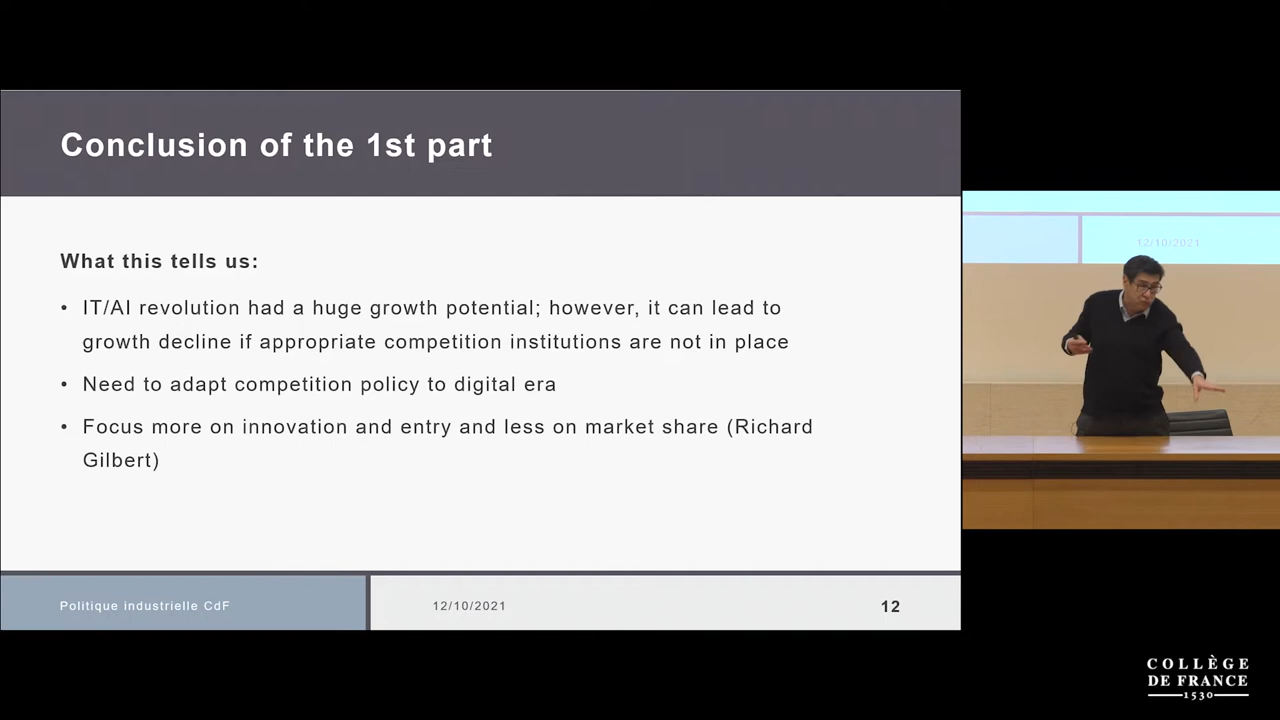 Conclusion of the 1st part
What this tells us:
• IT/AI revolution had a huge growth potential; however, it can lead to
growth decline if appropriate competition institutions are not in place
• Need to adapt competition policy to digital era
• Focus more on innovation and entry and less on market share (Richard
Gilbert)
Politique industrielle CdF
12/10/2021
12
12/10/2021
COLLÈGE
DE FRANCE
1530